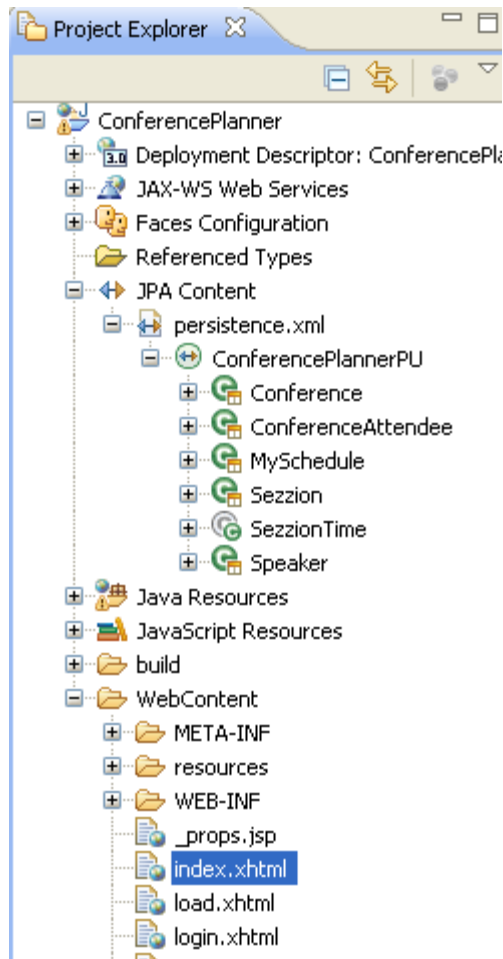 Project Explorer
ConferencePlanner
3.0 Deployment Descriptor: ConferencePla
JAX-WS Web Services
Faces Configuration
Referenced Types
JPA Content
persistence.xml
ConferencePlannerPU
Conference
ConferenceAttendee
MySchedule
Sezzion
SezzionTime
Speaker
Java Resources
JavaScript Resources
build
WebContent
META-INF
resources
WEB-INF
_props.jsp
index.xhtml
load.xhtml
login.xhtml